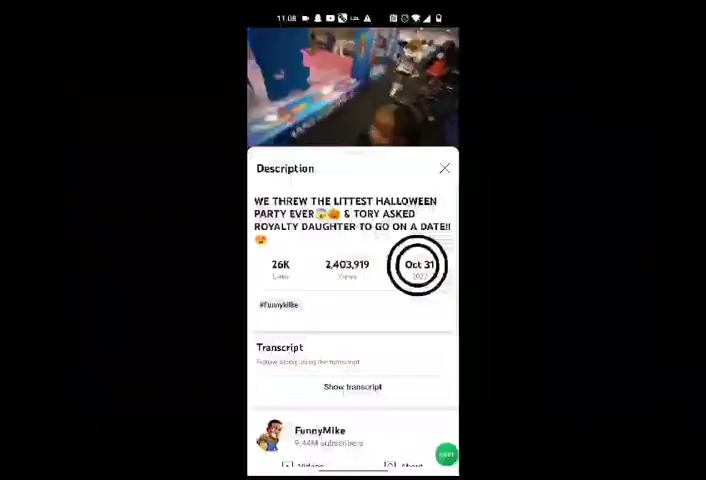 11:08
Description
WE THREW THE LITTEST HALLOWEEN
PARTY EVER😱🎃 & TORY ASKED
ROYALTY DAUGHTER TO GO ON A DATE!!
😍
26K 2,403,919 Oct 31
Likes Views
#FunnyMike
Transcript
Follow along using the transcript.
Show transcript
FunnyMike
9.44M subscribers
Videos About